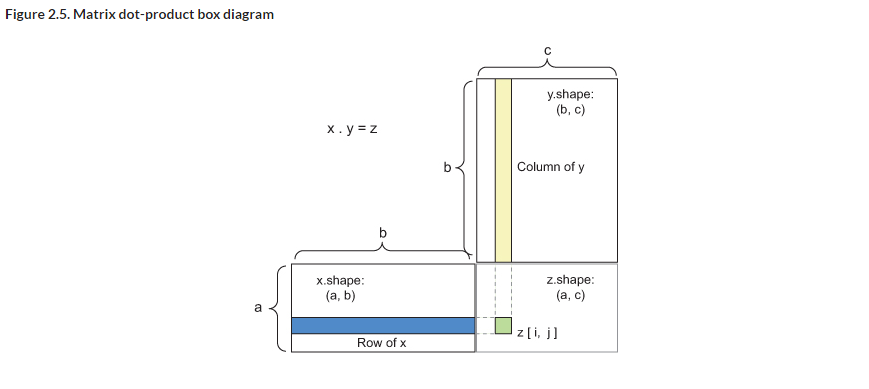 Figure 2.5. Matrix dot-product box diagram
c
y.shape:
(b, c)
x . y = z
b
Column of y
b
x.shape:
(a, b)
z.shape:
(a, c)
a
z[i, j]
Row of x